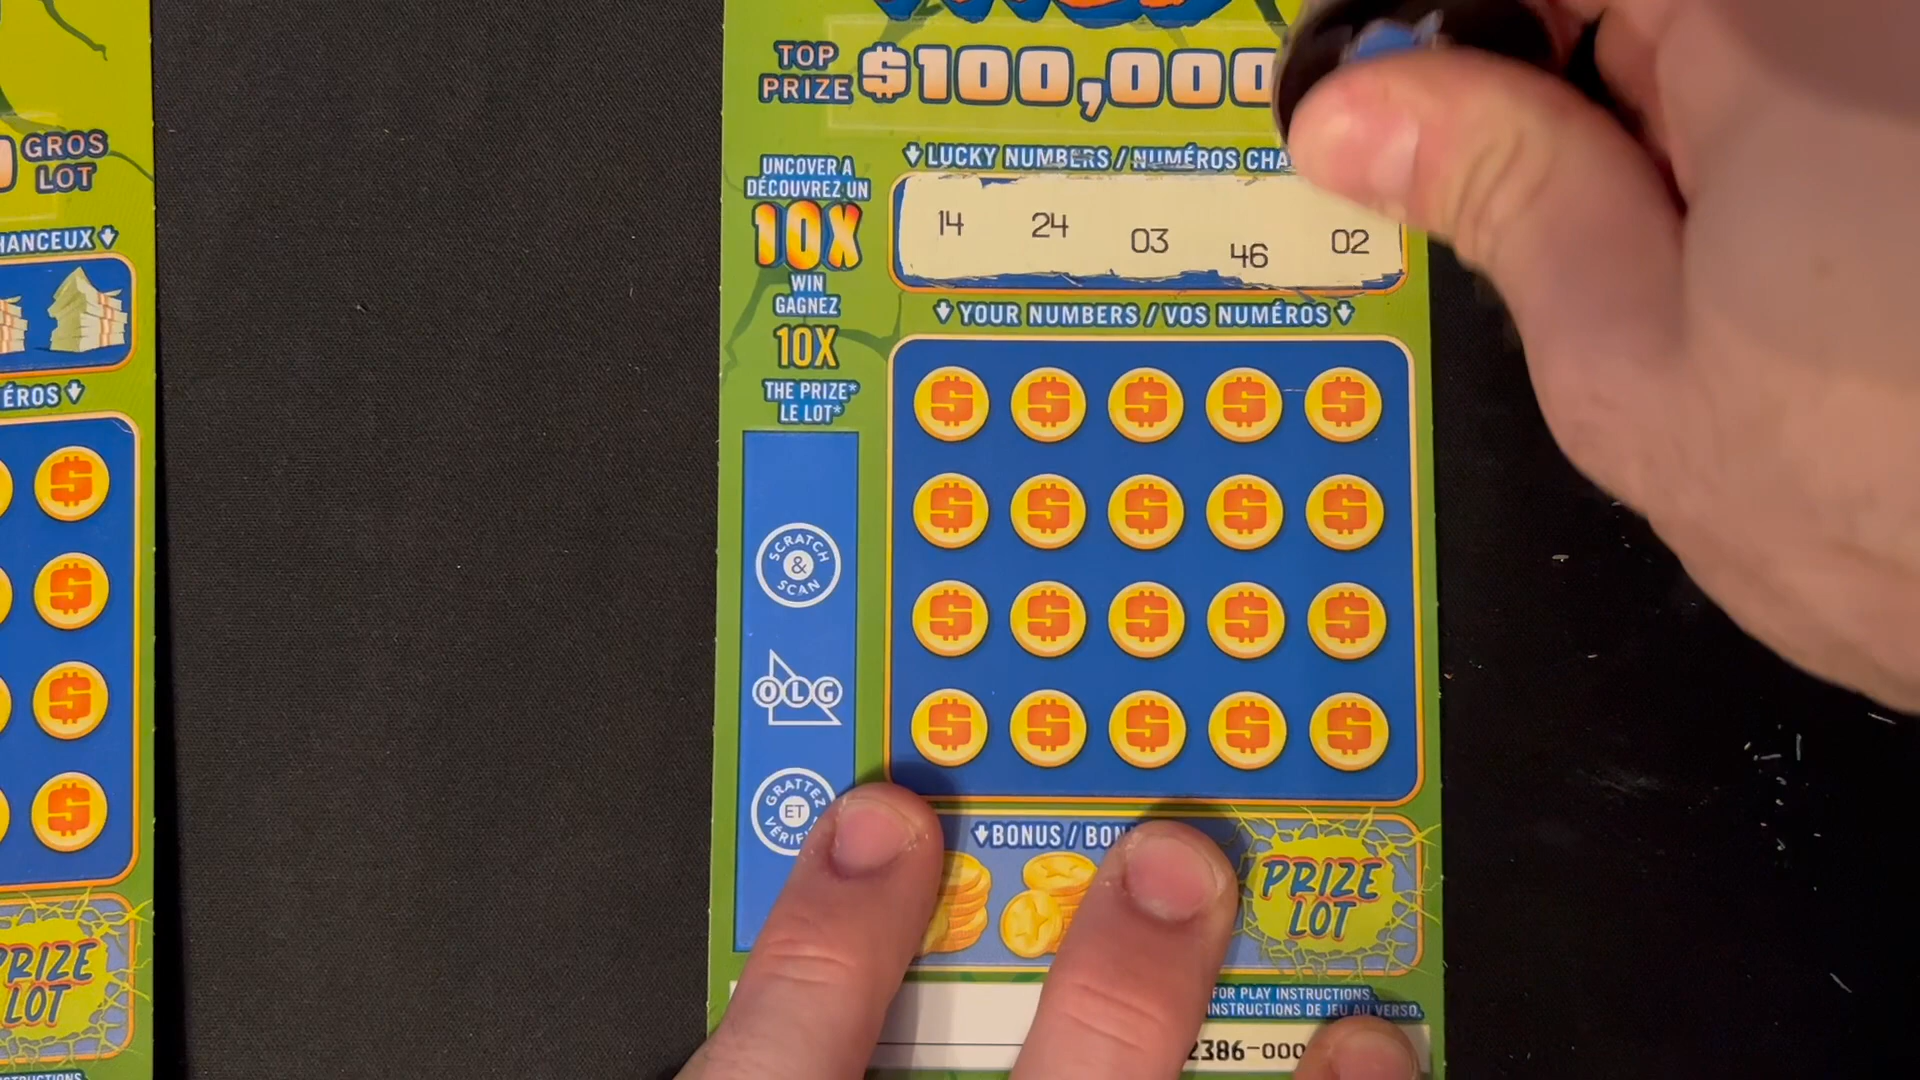 GROS
LOT
HANCEUX
ÉROS
PRIZE
LOT
TOP
PRIZE
$100,000
LUCKY NUMBERS / NUMÉROS CHA
UNCOVER A
DÉCOUVREZ UN
10X
WIN
GAGNEZ
10X
THE PRIZE*
LE LOT*
14 24 03 46 02
YOUR NUMBERS / VOS NUMÉROS
SCRATCH
&
SCAN
OLG
GRATTEZ
ET
VÉRIF
BONUS / BON
PRIZE
LOT
FOR PLAY INSTRUCTIONS.
INSTRUCTIONS DE JEU AU VERSO.
2386-000